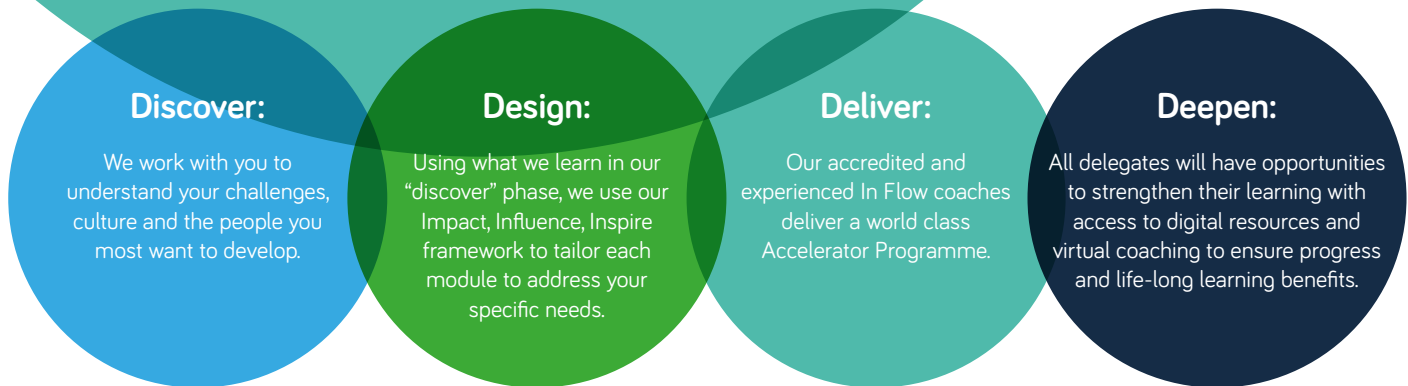 Discover:
We work with you to
understand your challenges,
culture and the people you
most want to develop.
Design:
Using what we learn in our
“discover” phase, we use our
Impact, Influence, Inspire
framework to tailor each
module to address your
specific needs.
Deliver:
Our accredited and
experienced In Flow coaches
deliver a world class
Accelerator Programme.
Deepen:
All delegates will have opportunities
to strengthen their learning with
access to digital resources and
virtual coaching to ensure progress
and life-long learning benefits.